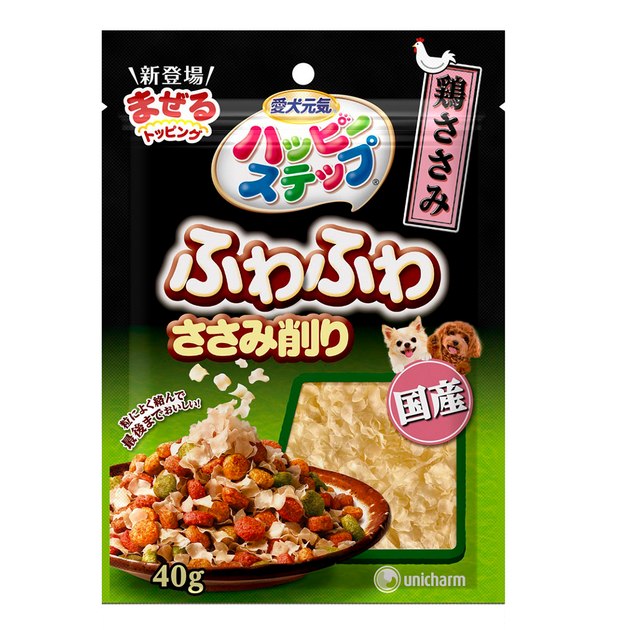 新登場
まぜる
トッピング
愛犬元気
ハッピー
ステップ
®
鶏ささみ
ふわふわ
ささみ削り
国産
粒によく絡んで
最後までおいしい!
40g
unicharm